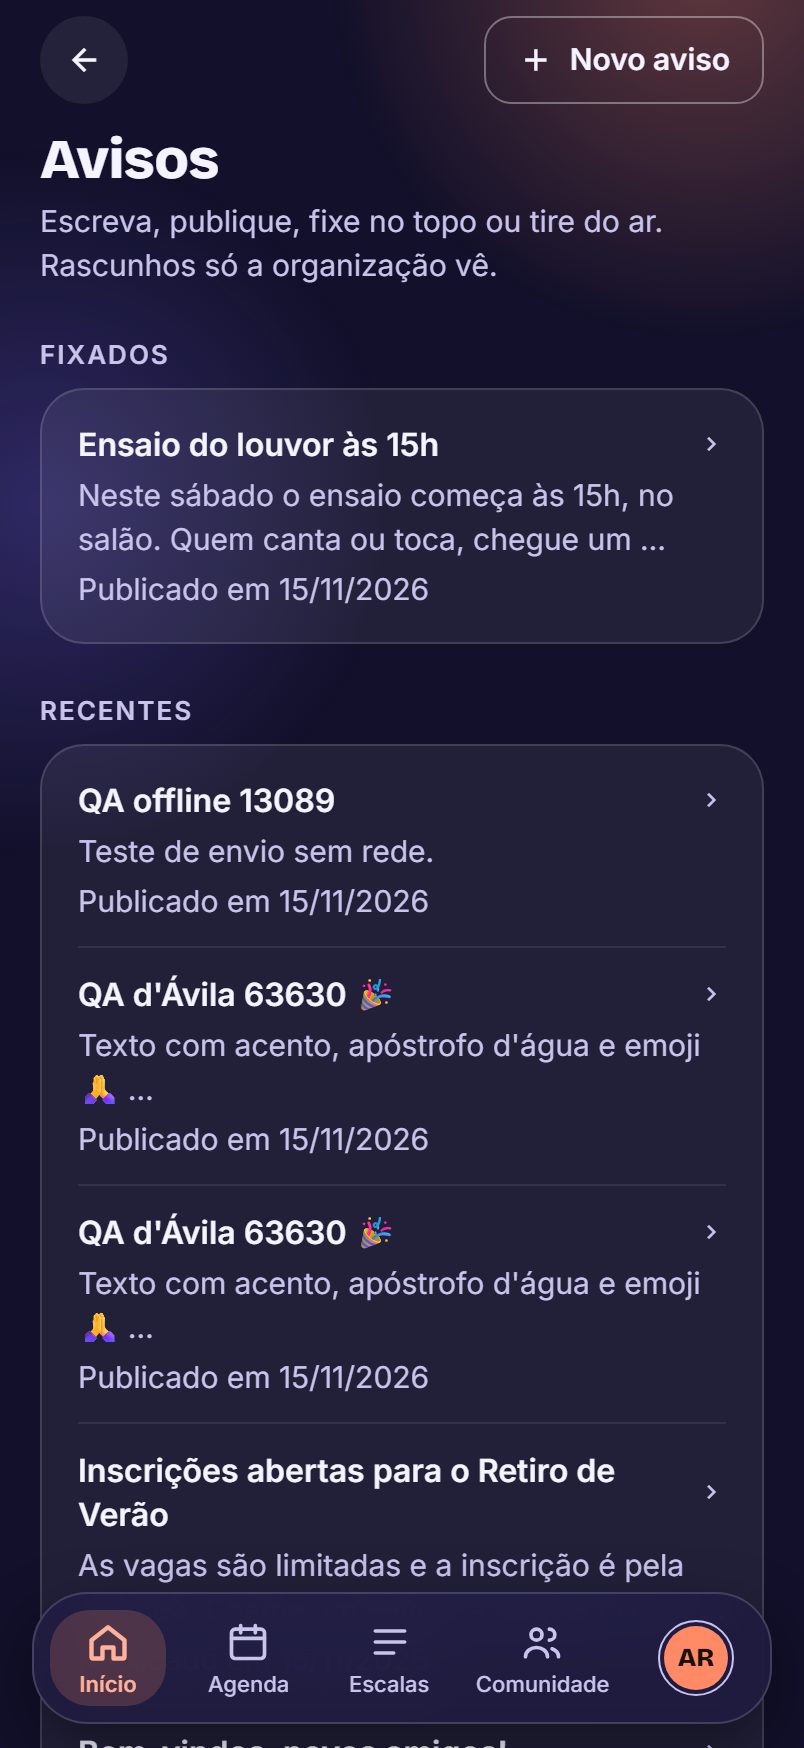 Novo aviso
Avisos
Escreva, publique, fixe no topo ou tire do ar.
Rascunhos só a organização vê.
FIXADOS
Ensaio do louvor às 15h
Neste sábado o ensaio começa às 15h, no
salão. Quem canta ou toca, chegue um ...
Publicado em 15/11/2026
RECENTES
QA offline 13089
Teste de envio sem rede.
Publicado em 15/11/2026
QA d'Ávila 63630 🎉
Texto com acento, apóstrofo d'água e emoji
🙏 ...
Publicado em 15/11/2026
QA d'Ávila 63630 🎉
Texto com acento, apóstrofo d'água e emoji
🙏 ...
Publicado em 15/11/2026
Inscrições abertas para o Retiro de
Verão
As vagas são limitadas e a inscrição é pela
Início
Agenda
Escalas
Comunidade
AR